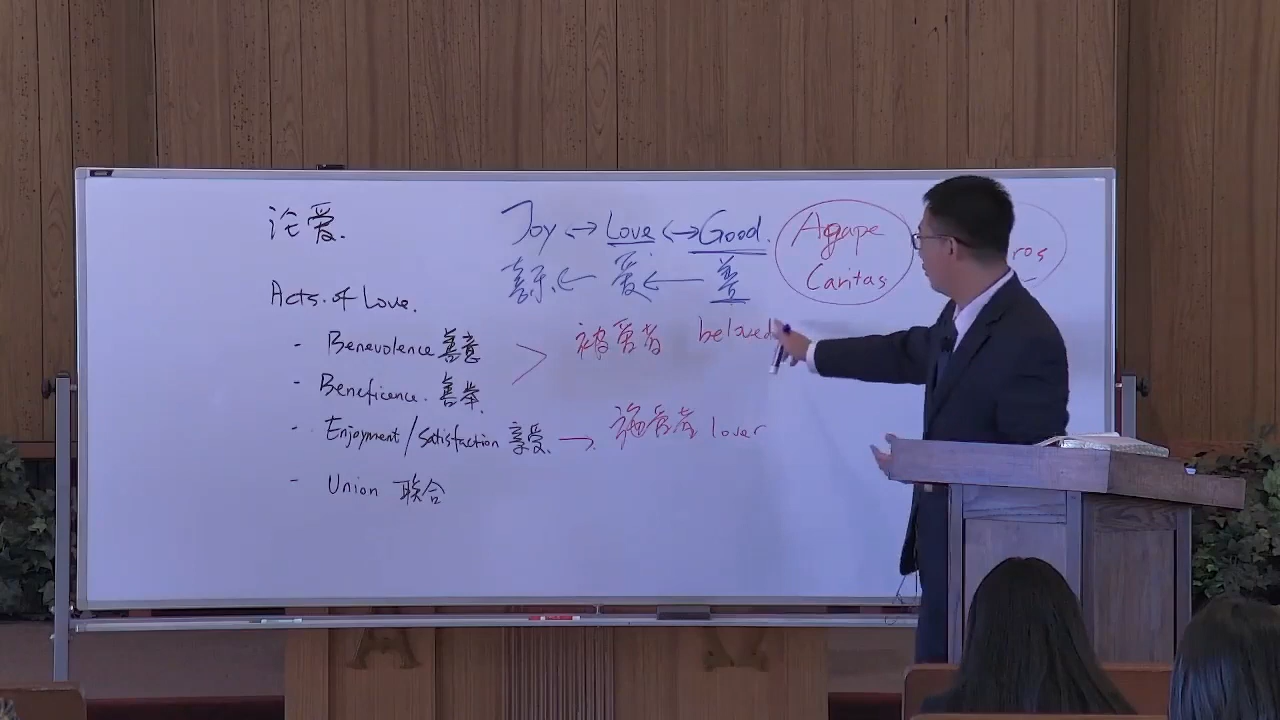 论爱.
Joy <-> Love <-> Good.
喜乐 <- 爱 <- 善
Agape
Caritas
ros
Acts of Love.
- Benevolence 善意
- Beneficence. 善举.
> 被爱者 beloved
- Enjoyment/Satisfaction 享受. -> 施爱者 lover
- Union 联合